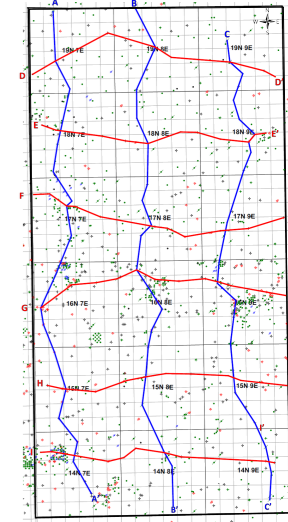 A
B
C
19N 7E
19N 8E
19N 9E
D
D'
E
18N 7E
18N 8E
18N 9E
E'
F
17N 7E
17N 8E
17N 9E
16N 7E
16N 8E
16N 8E
G
H
15N 7E
15N 8E
15N 9E
14N 7E
14N 8E
14N 9E
A'
B'
C'